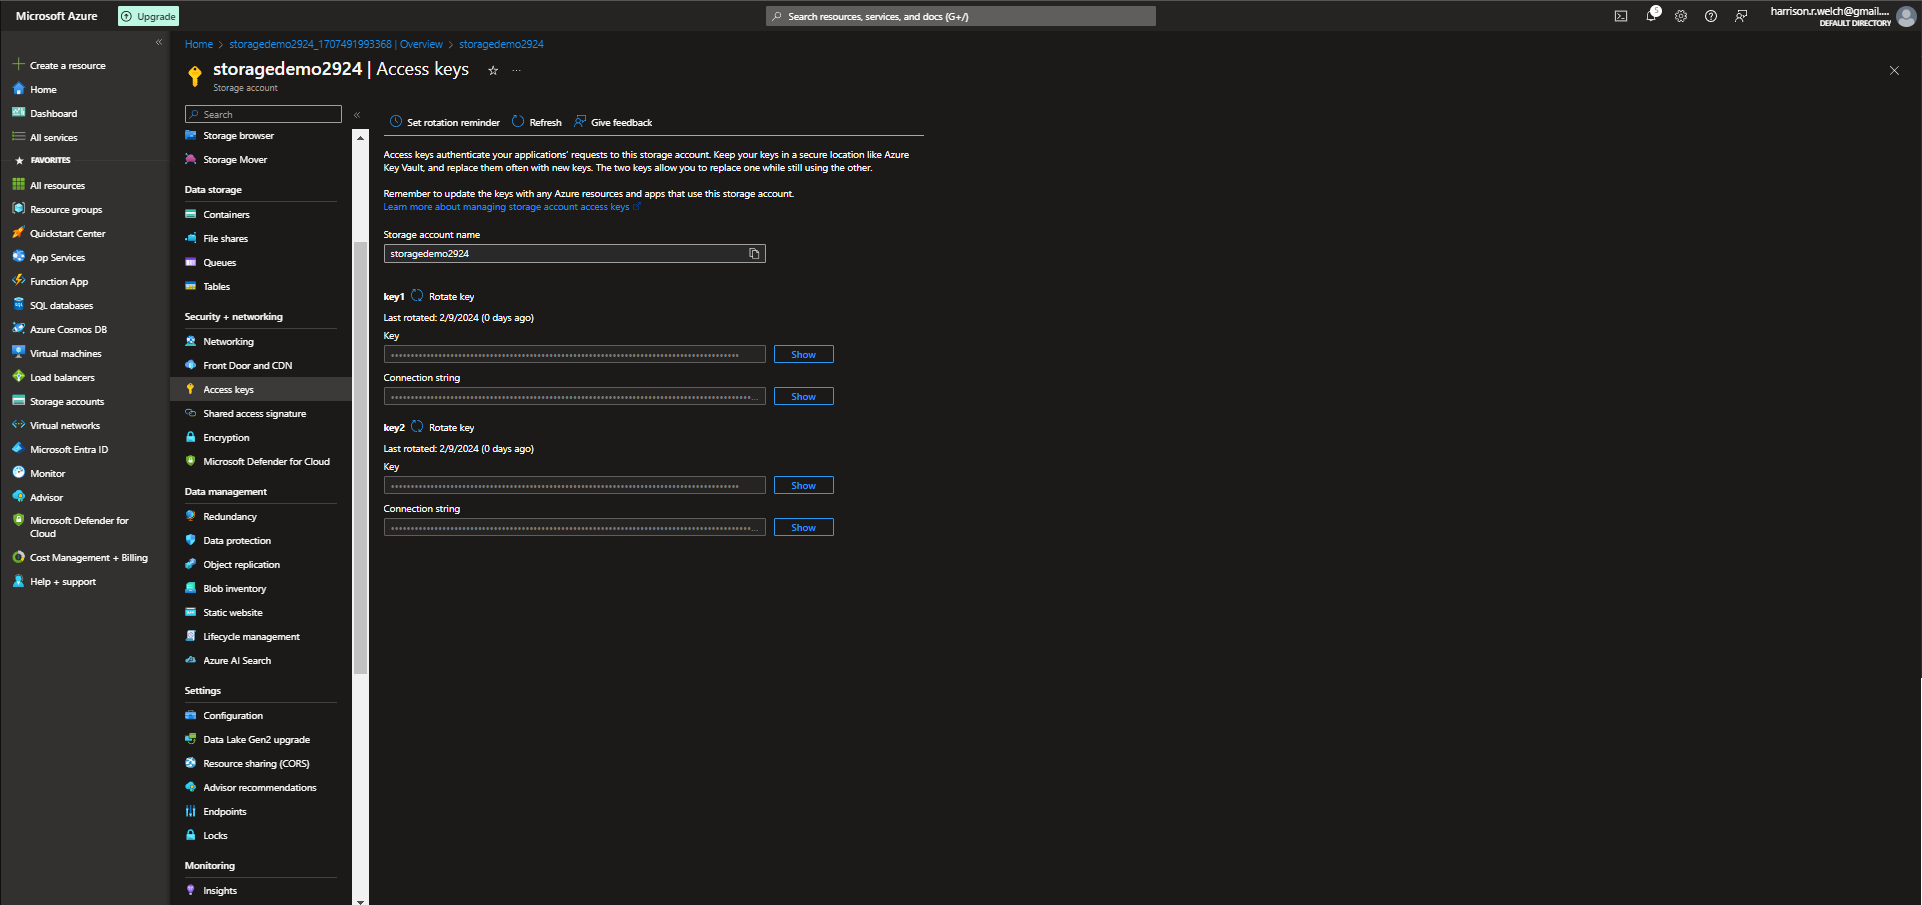 Microsoft Azure
Upgrade
Search resources, services, and docs (G+/)
5
harrison.r.welch@gmail....
DEFAULT DIRECTORY
Create a resource
Home
Dashboard
All services
FAVORITES
All resources
Resource groups
Quickstart Center
App Services
Function App
SQL databases
Azure Cosmos DB
Virtual machines
Load balancers
Storage accounts
Virtual networks
Microsoft Entra ID
Monitor
Advisor
Microsoft Defender for
Cloud
Cost Management + Billing
Help + support
Home > storagedemo2924_1707491993368 | Overview > storagedemo2924
storagedemo2924 | Access keys
Storage account
Search
Storage browser
Storage Mover
Data storage
Containers
File shares
Queues
Tables
Security + networking
Networking
Front Door and CDN
Access keys
Shared access signature
Encryption
Microsoft Defender for Cloud
Data management
Redundancy
Data protection
Object replication
Blob inventory
Static website
Lifecycle management
Azure AI Search
Settings
Configuration
Data Lake Gen2 upgrade
Resource sharing (CORS)
Advisor recommendations
Endpoints
Locks
Monitoring
Insights
Set rotation reminder Refresh Give feedback
Access keys authenticate your applications' requests to this storage account. Keep your keys in a secure location like Azure
Key Vault, and replace them often with new keys. The two keys allow you to replace one while still using the other.
Remember to update the keys with any Azure resources and apps that use this storage account.
Learn more about managing storage account access keys
Storage account name
storagedemo2924
key1 Rotate key
Last rotated: 2/9/2024 (0 days ago)
Key
Show
Connection string
Show
key2 Rotate key
Last rotated: 2/9/2024 (0 days ago)
Key
Show
Connection string
Show